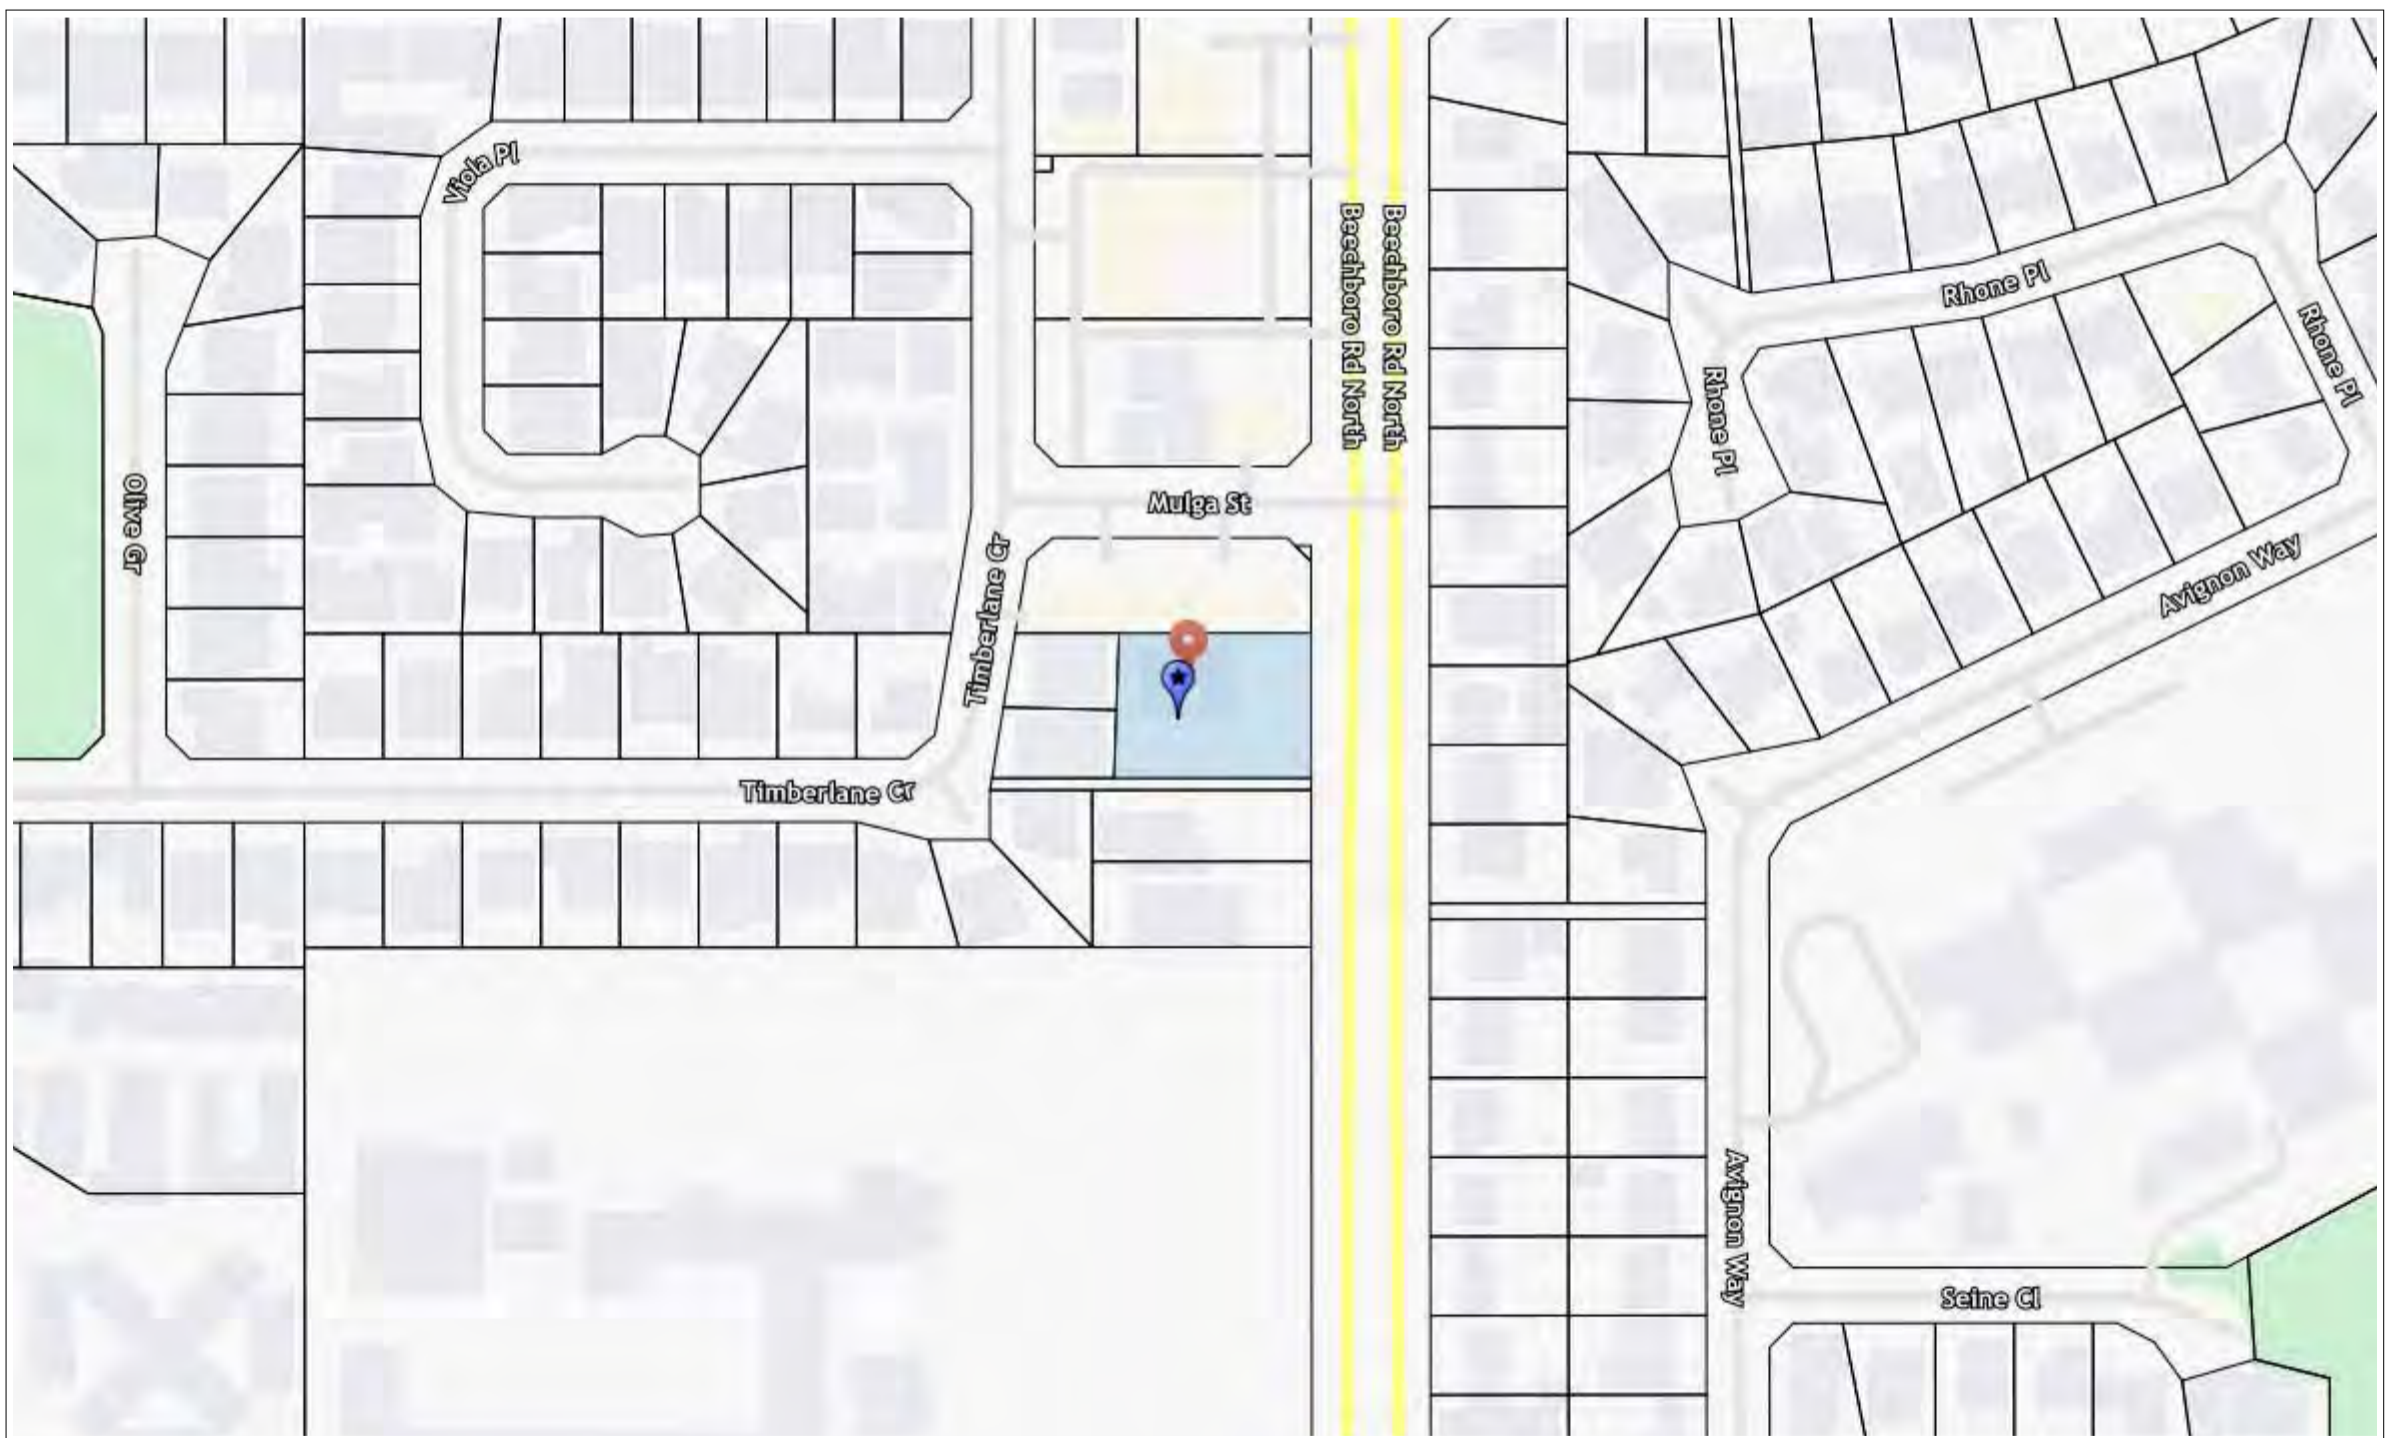 Viola Pl
Beechboro Rd North
Beechboro Rd North
Rhone Pl
Rhone Pl
Rhone Pl
Olive Gr
Mulga St
Timberlane Cr
Avignon Way
Timberlane Cr
Avignon Way
Seine Cl